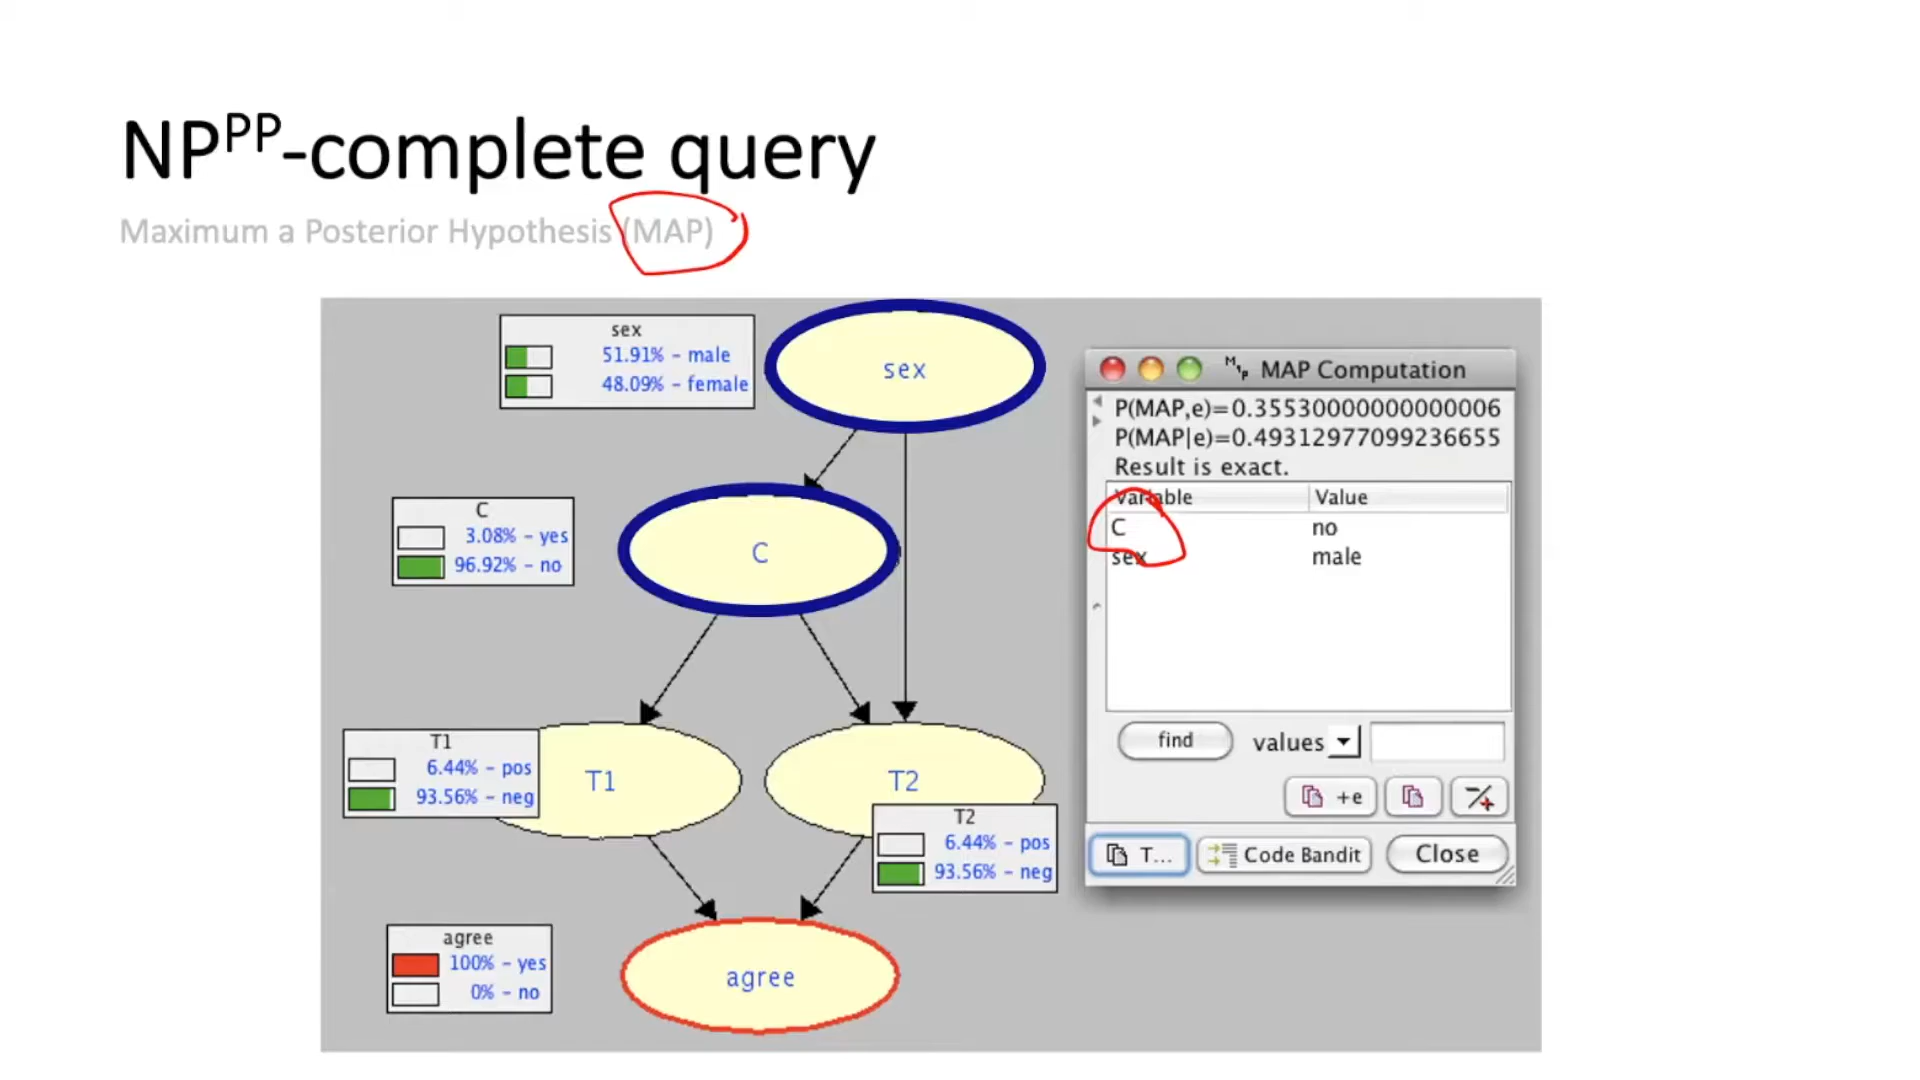 NPᴾᴾ-complete query
Maximum a Posterior Hypothesis (MAP)
sex
51.91% - male
48.09% - female
sex
C
3.08% - yes
96.92% - no
C
T1
6.44% - pos
93.56% - neg
T1
T2
T2
6.44% - pos
93.56% - neg
agree
100% - yes
0% - no
agree
MAP Computation
P(MAP,e)=0.35530000000000006
P(MAP|e)=0.49312977099236655
Result is exact.
Variable Value
C no
sex male
find values
+e
T... Code Bandit Close